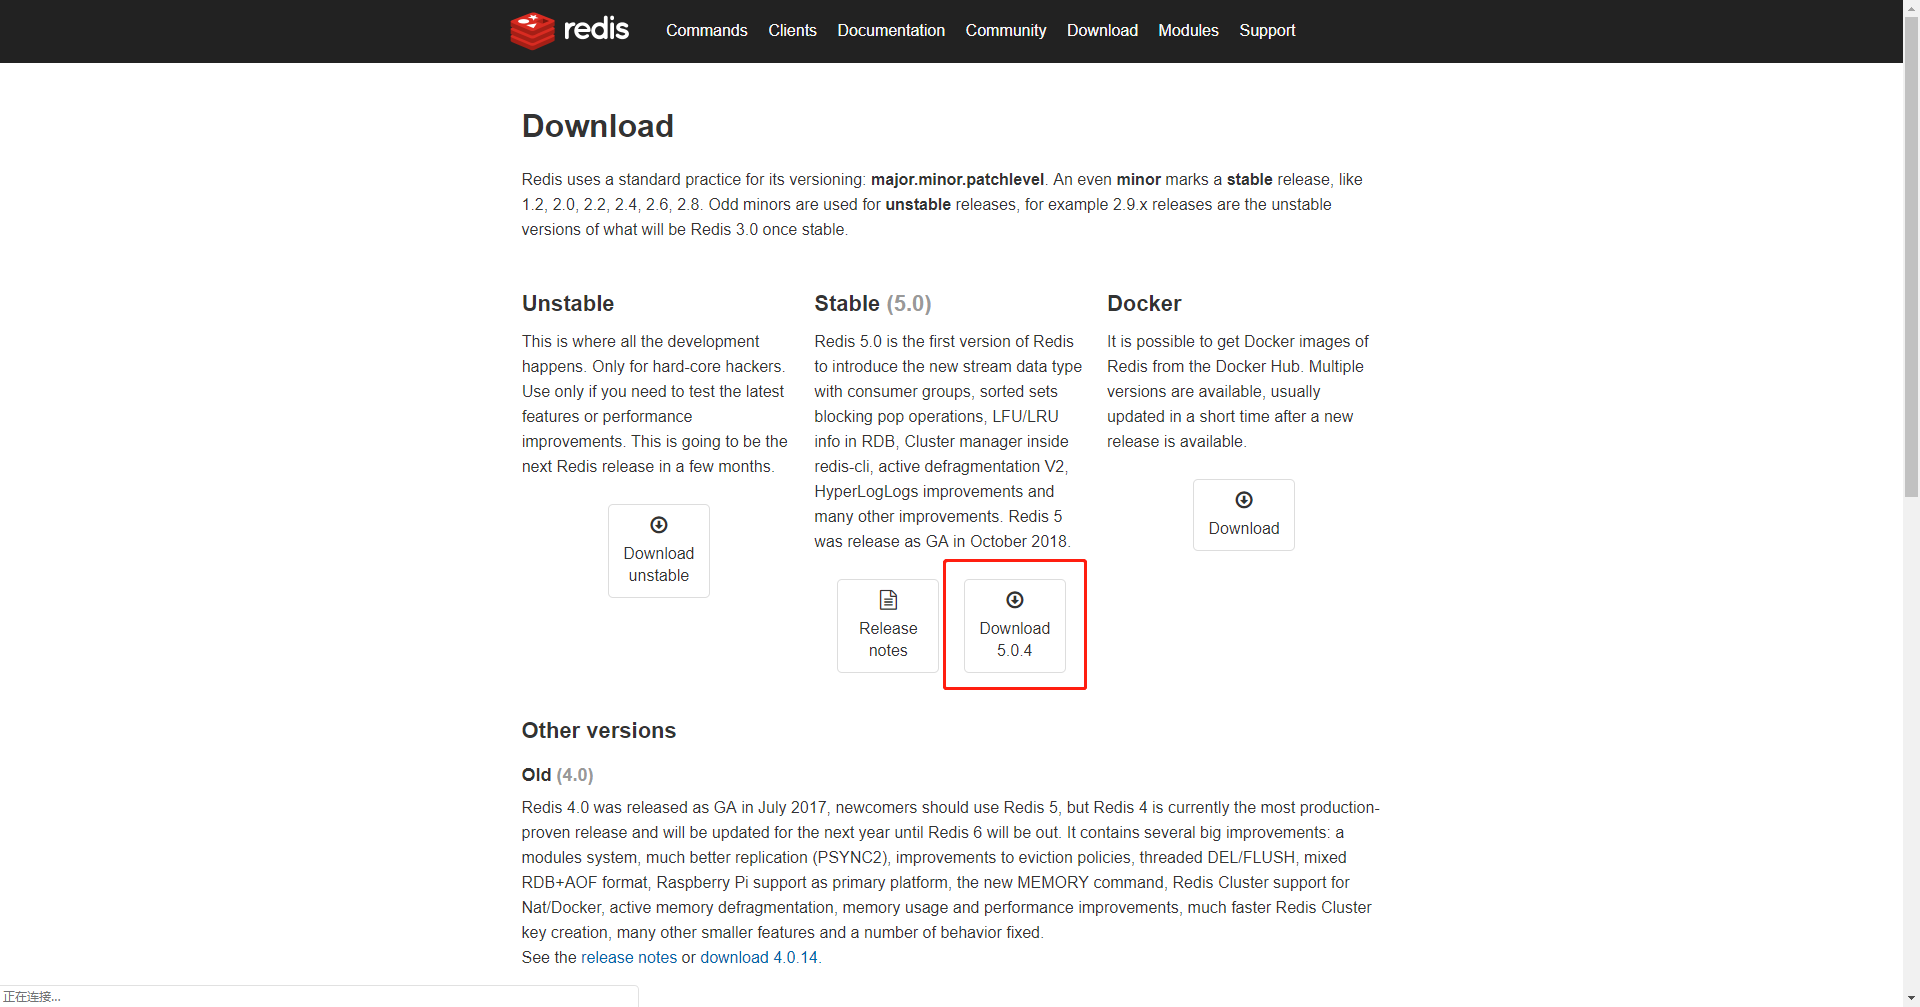 redis Commands Clients Documentation Community Download Modules Support
Download
Redis uses a standard practice for its versioning: major.minor.patchlevel. An even minor marks a stable release, like
1.2, 2.0, 2.2, 2.4, 2.6, 2.8. Odd minors are used for unstable releases, for example 2.9.x releases are the unstable
versions of what will be Redis 3.0 once stable.
Unstable
This is where all the development
happens. Only for hard-core hackers.
Use only if you need to test the latest
features or performance
improvements. This is going to be the
next Redis release in a few months.
Download
unstable
Stable (5.0)
Redis 5.0 is the first version of Redis
to introduce the new stream data type
with consumer groups, sorted sets
blocking pop operations, LFU/LRU
info in RDB, Cluster manager inside
redis-cli, active defragmentation V2,
HyperLogLogs improvements and
many other improvements. Redis 5
was release as GA in October 2018.
Release
notes
Download
5.0.4
Docker
It is possible to get Docker images of
Redis from the Docker Hub. Multiple
versions are available, usually
updated in a short time after a new
release is available.
Download
Other versions
Old (4.0)
Redis 4.0 was released as GA in July 2017, newcomers should use Redis 5, but Redis 4 is currently the most production-
proven release and will be updated for the next year until Redis 6 will be out. It contains several big improvements: a
modules system, much better replication (PSYNC2), improvements to eviction policies, threaded DEL/FLUSH, mixed
RDB+AOF format, Raspberry Pi support as primary platform, the new MEMORY command, Redis Cluster support for
Nat/Docker, active memory defragmentation, memory usage and performance improvements, much faster Redis Cluster
key creation, many other smaller features and a number of behavior fixed.
See the release notes or download 4.0.14.
正在连接...